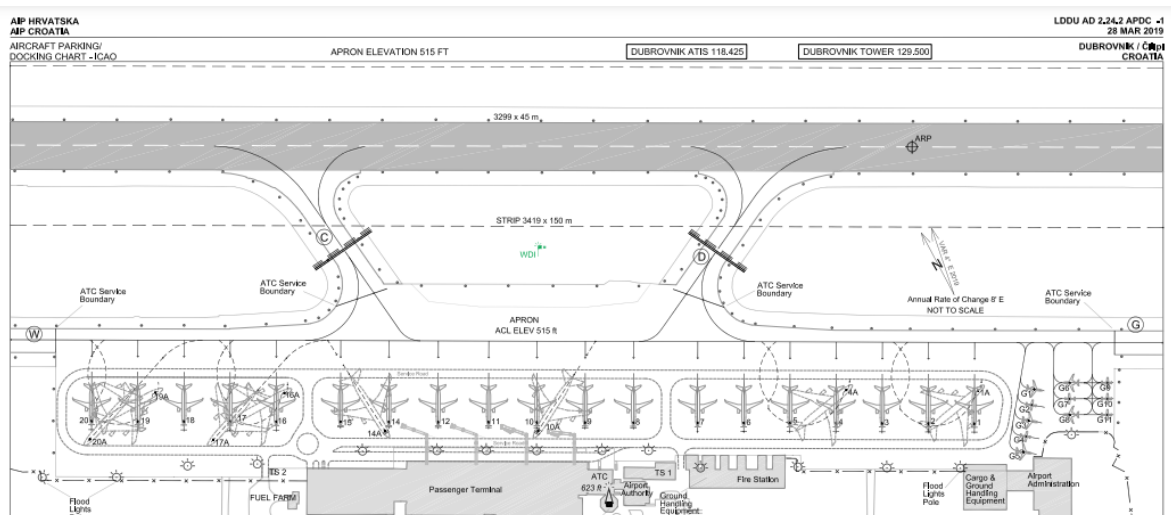 AIP HRVATSKA
AIP CROATIA
LDDU AD 2.24.2 APDC -1
28 MAR 2019
AIRCRAFT PARKING/
DOCKING CHART - ICAO
APRON ELEVATION 515 FT
DUBROVNIK ATIS 118.425
DUBROVNIK TOWER 129.500
DUBROVNIK /
CROATIA
3299 x 45 m
ARP
STRIP 3419 x 150 m
C
D
WDI
VAR 4° E 2019
N
Annual Rate of Change 8' E
NOT TO SCALE
ATC Service
Boundary
ATC Service
Boundary
ATC Service
Boundary
ATC Service
Boundary
W
G
APRON
ACL ELEV 515 ft
Service Road
19A
16A
4A
1A
G1
G6
G9
G2
G7
G10
G8
G11
20
19
18
17
16
15
14
12
11
10
9
8
7
6
5
4
3
2
1
20A
17A
14A
10A
Service Road
TS 2
FUEL FARM
Passenger Terminal
ATC
623 ft
TS 1
Airport
Authority
Ground
Handling
Equipment
Fire Station
Flood
Lights
Flood
Lights
Pole
Cargo &
Ground
Handling
Equipment
Airport
Administration